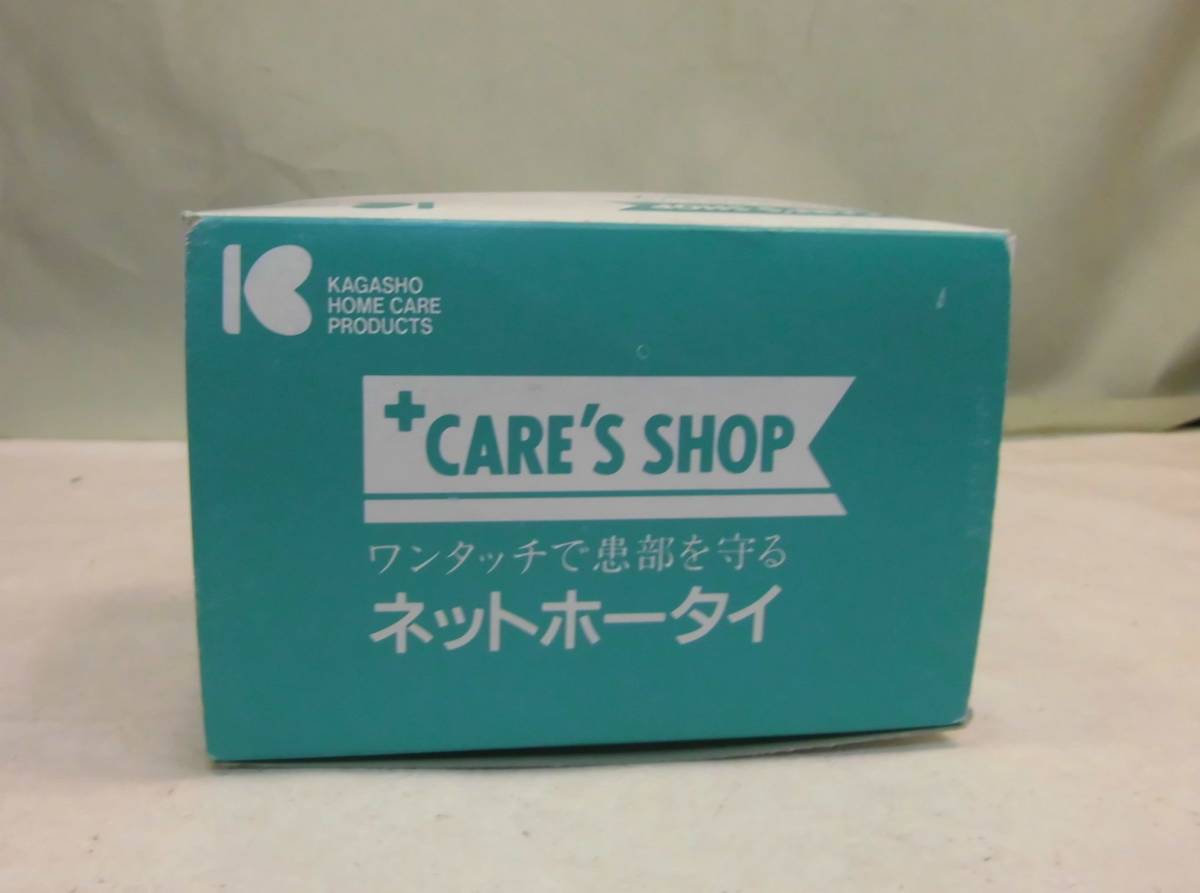 KAGASHO
HOME CARE
PRODUCTS
+CARE'S SHOP
ワンタッチで患部を守る
ネットホータイ